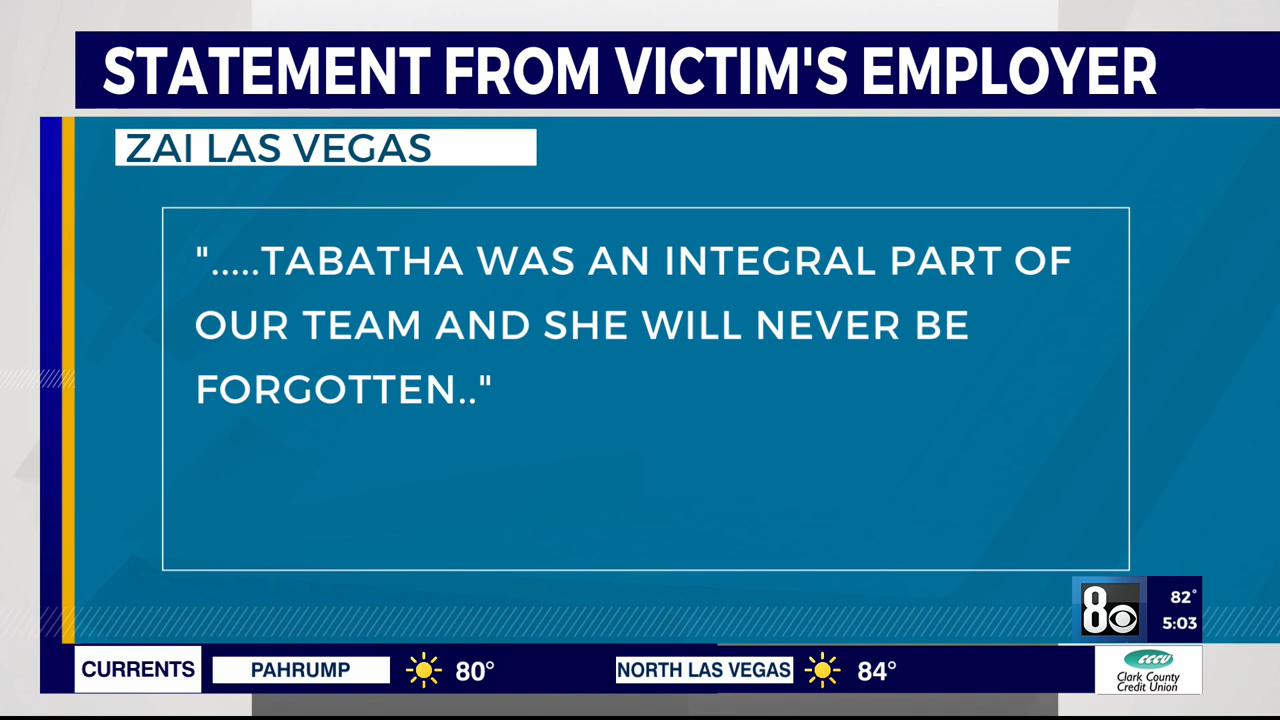 STATEMENT FROM VICTIM'S EMPLOYER
ZAI LAS VEGAS
".....TABATHA WAS AN INTEGRAL PART OF
OUR TEAM AND SHE WILL NEVER BE
FORGOTTEN.."
8
82°
5:03
CURRENTS
PAHRUMP
80°
NORTH LAS VEGAS
84°
CCCU
Clark County
Credit Union